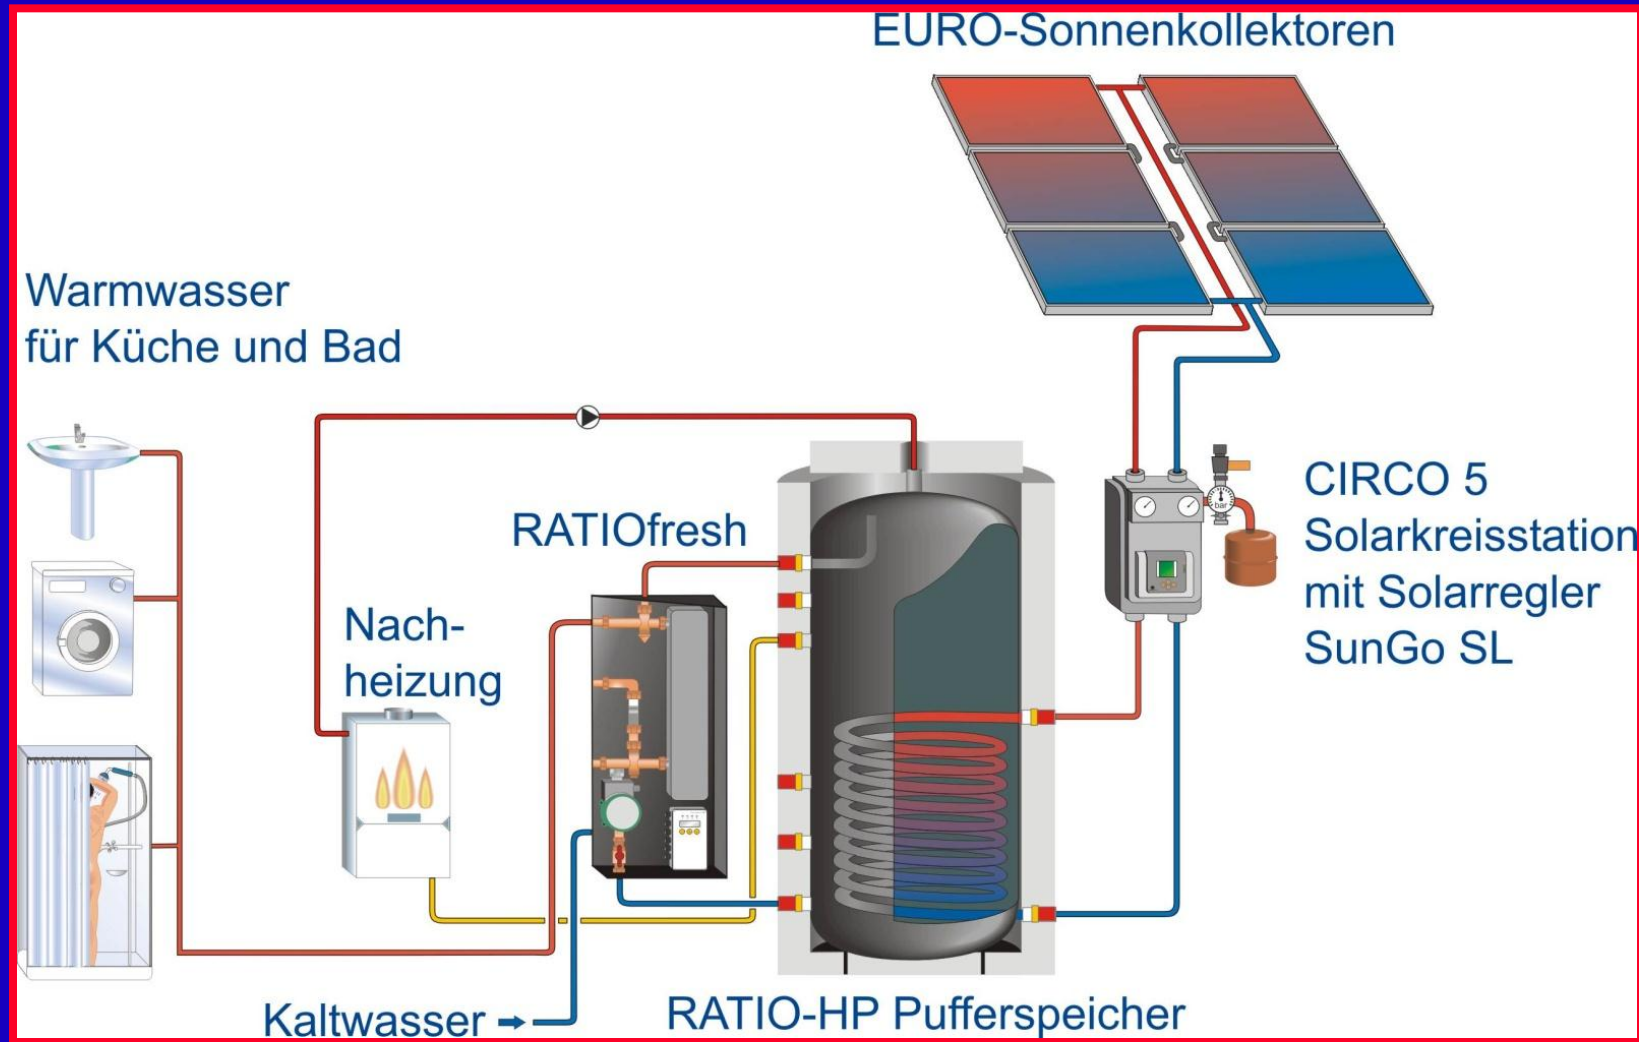 EURO-Sonnenkollektoren
Warmwasser
für Küche und Bad
RATIOfresh
Nach-
heizung
CIRCO 5
Solarkreisstation
mit Solarregler
SunGo SL
bar
Kaltwasser
RATIO-HP Pufferspeicher